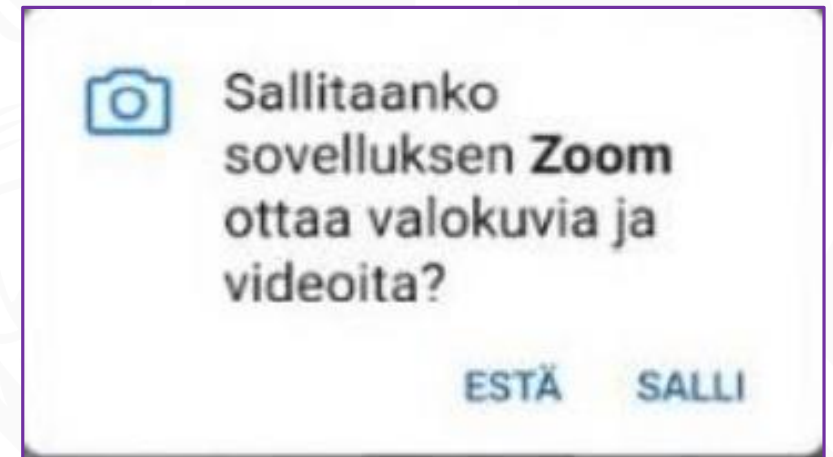 Sallitaanko
sovelluksen Zoom
ottaa valokuvia ja
videoita?
ESTÄ SALLI